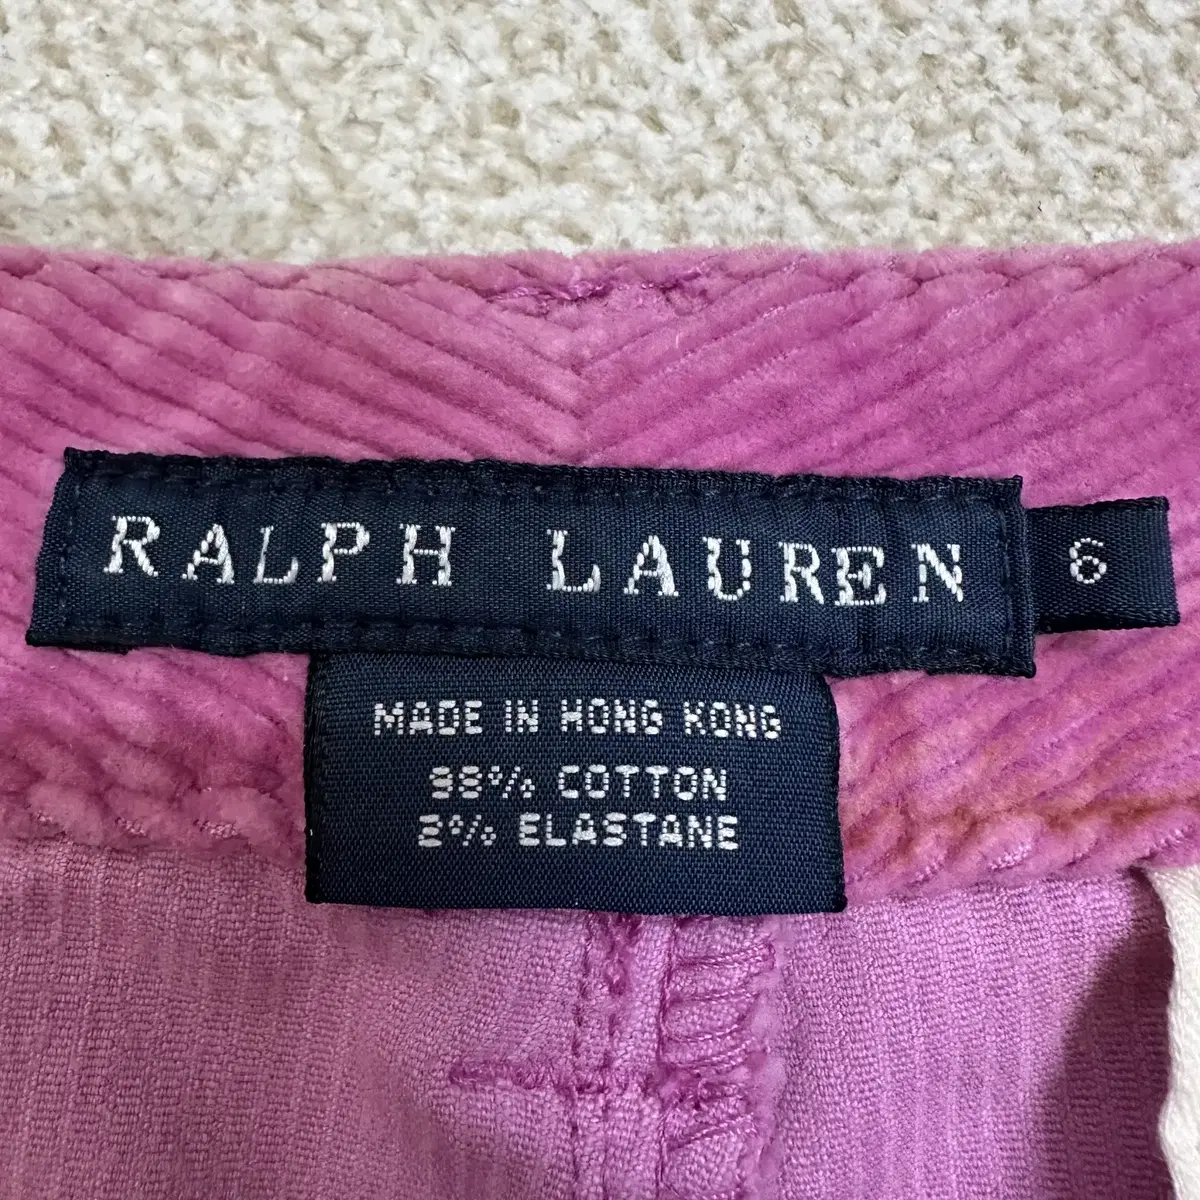 RALPH LAUREN
6
MADE IN HONG KONG
98% COTTON
2% ELASTANE